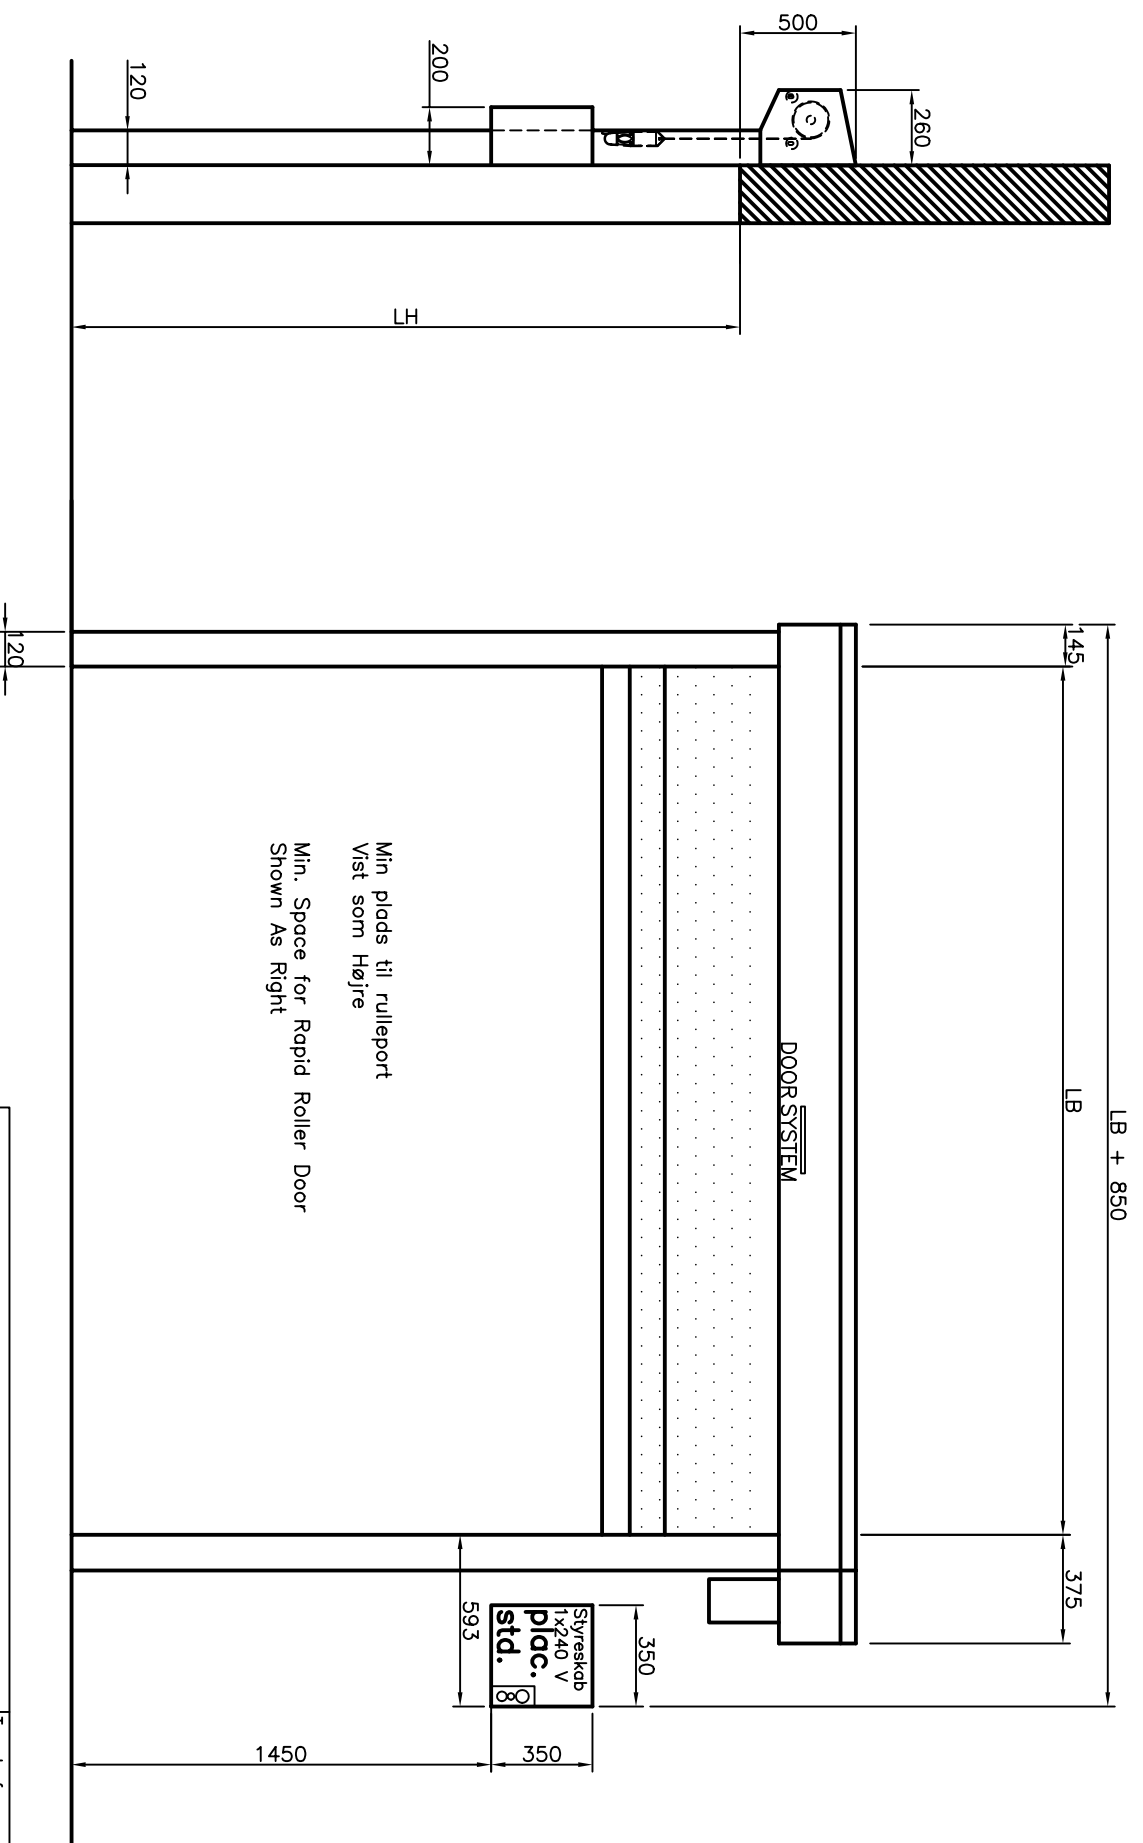 LB + 850
145
LB
375
500
260
DOOR SYSTEM
350
Styreskab
1x240 V
plac.
std.
593
350
1450
200
120
LH
Min plads til rulleport
Vist som Højre
Min. Space for Rapid Roller Door
Shown As Right
120